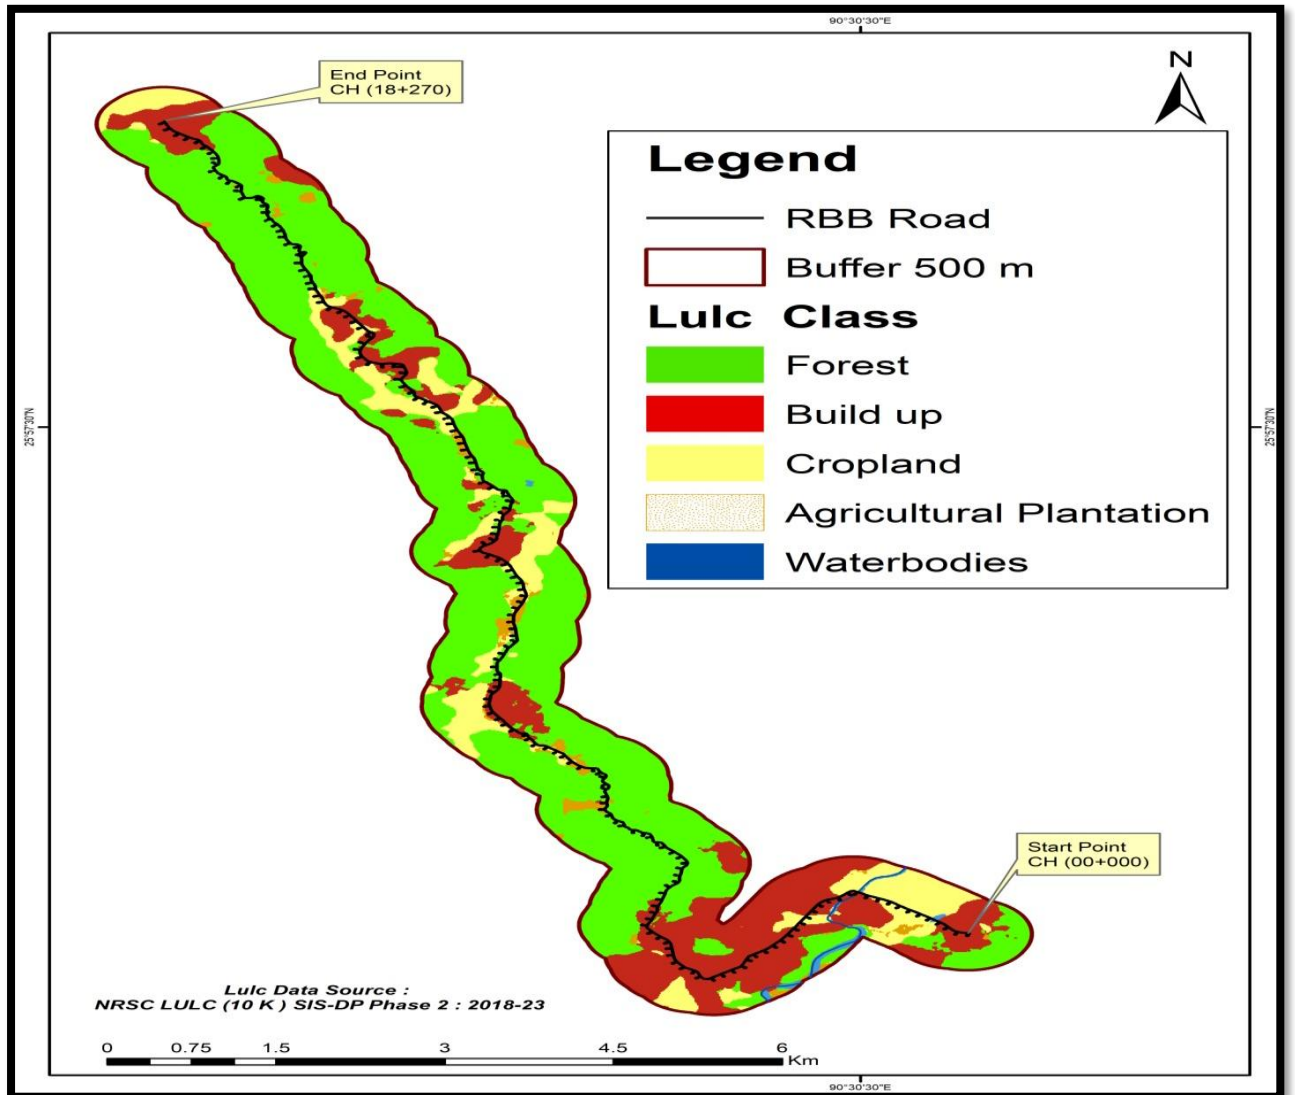 90°30'30"E
End Point
CH (18+270)
N
Legend
RBB Road
Buffer 500 m
Lulc Class
Forest
Build up
Cropland
Agricultural Plantation
Waterbodies
25°57'30"N
25°57'30"N
Start Point
CH (00+000)
Lulc Data Source :
NRSC LULC (10 K ) SIS-DP Phase 2 : 2018-23
0 0.75 1.5 3 4.5 6
Km
90°30'30"E